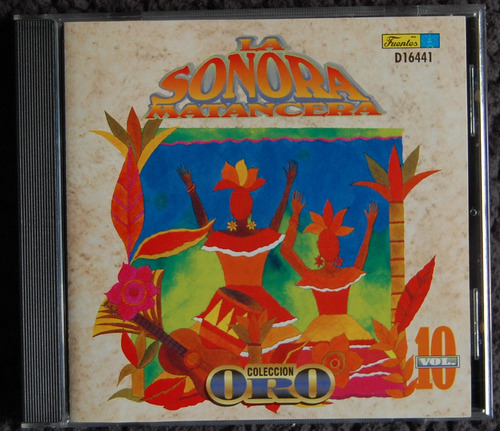 LA
SONORA
MATANCERA
Fuentes
D16441
COLECCION
ORO
10
VOL.